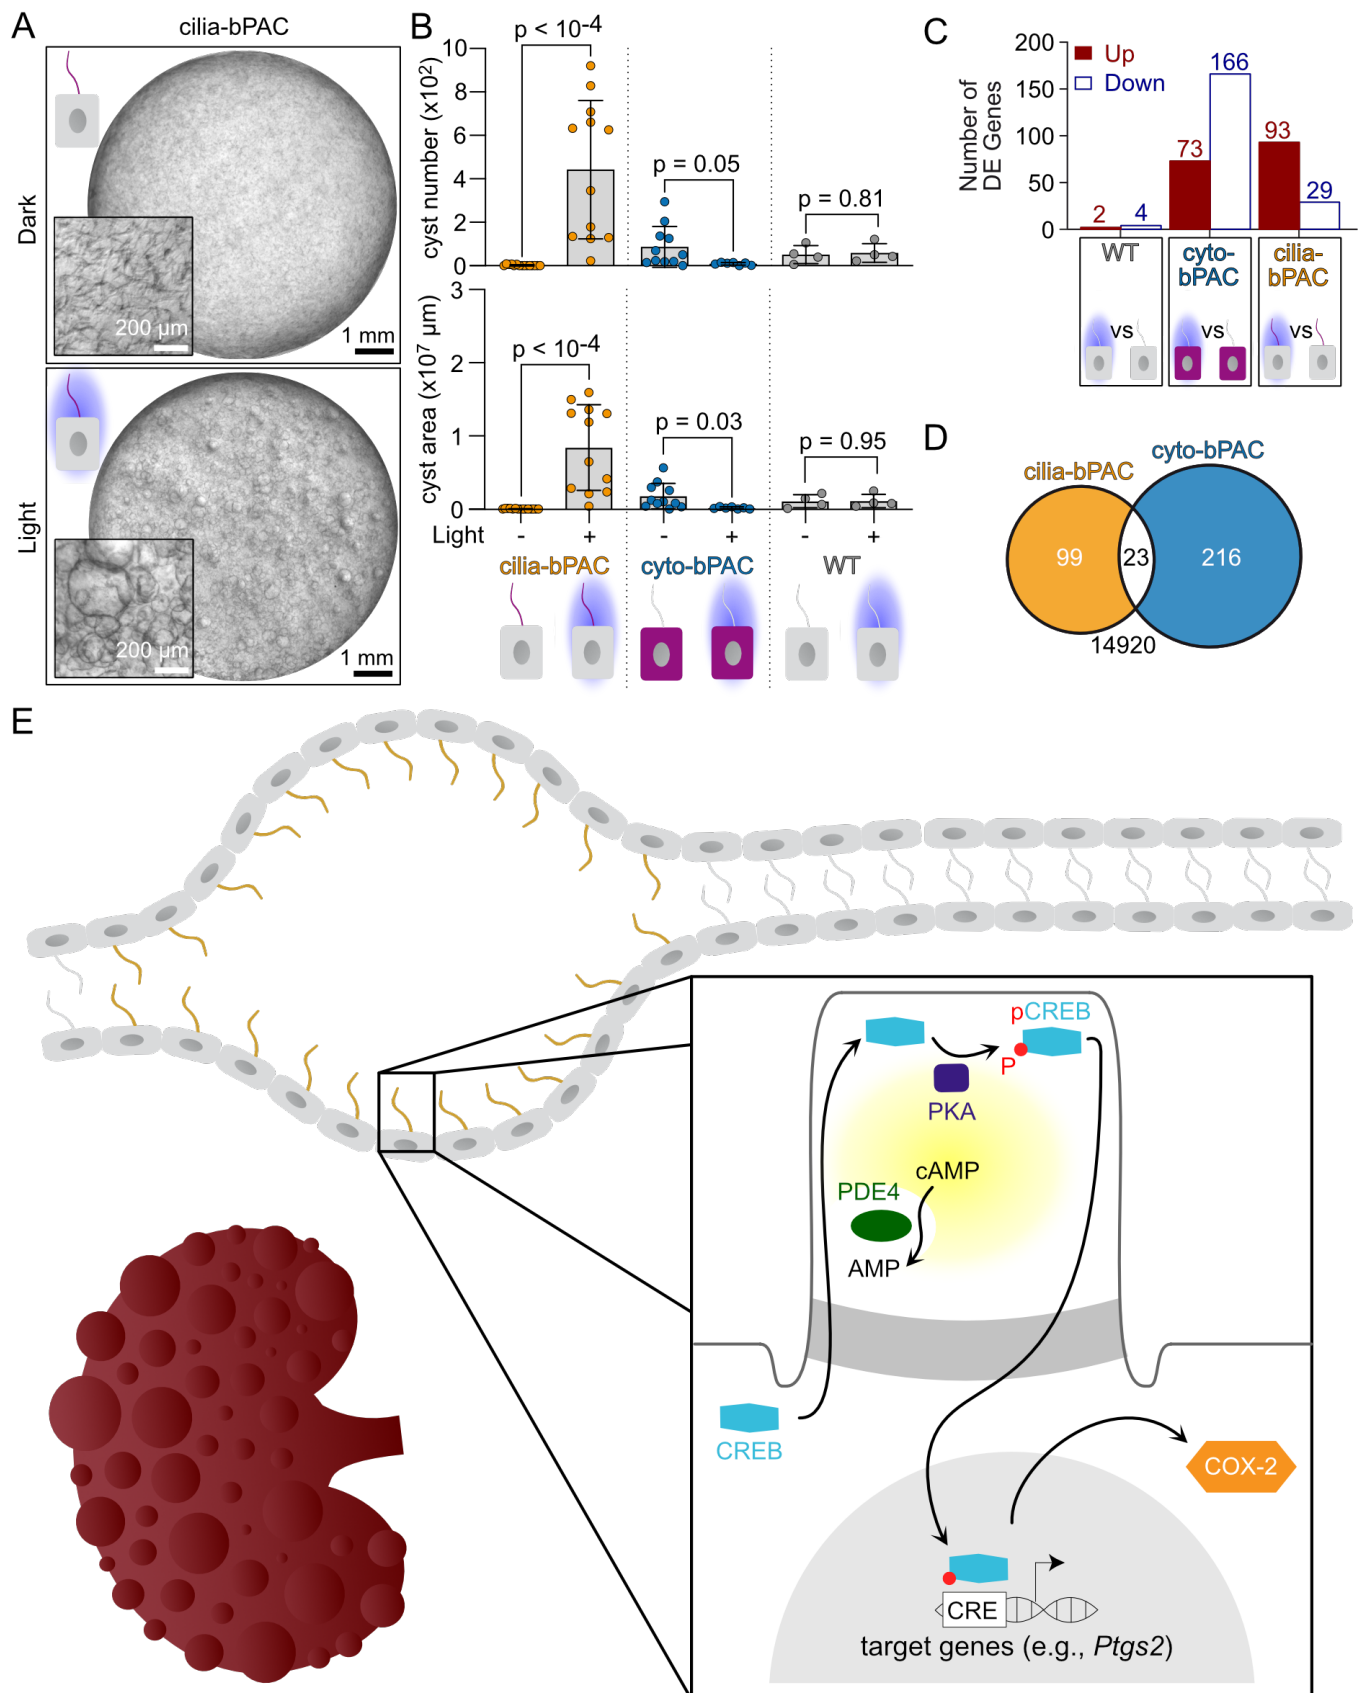 A
cilia-bPAC
Dark
200 µm
1 mm
Light
200 µm
1 mm
B
cyst number (x10²)
10
8
6
4
2
0
p < 10⁻⁴
p = 0.05
p = 0.81
cyst area (x10⁷ µm)
3
2
1
0
p < 10⁻⁴
p = 0.03
p = 0.95
Light - + - + - +
cilia-bPAC cyto-bPAC WT
C
Number of
DE Genes
200
150
100
50
0
Up
Down
2 4
73 166
93 29
WT
cyto-
bPAC
cilia-
bPAC
vs vs vs
D
cilia-bPAC
cyto-bPAC
99 23 216
14920
E
pCREB
P
PKA
cAMP
PDE4
AMP
CREB
COX-2
CRE
target genes (e.g., Ptgs2)